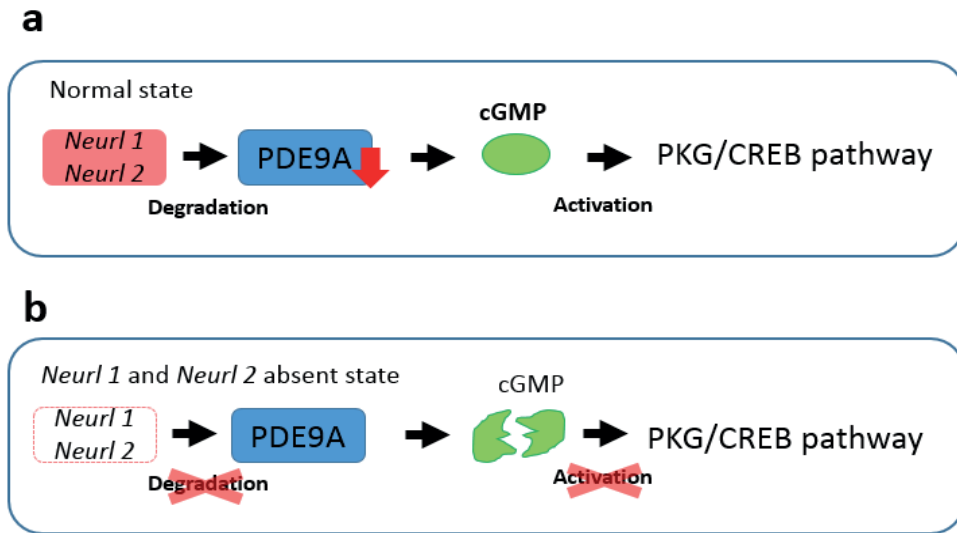 a
Normal state
Neurl 1
Neurl 2
Degradation
PDE9A
cGMP
Activation
PKG/CREB pathway
b
Neurl 1 and Neurl 2 absent state
Neurl 1
Neurl 2
Degradation
PDE9A
cGMP
Activation
PKG/CREB pathway